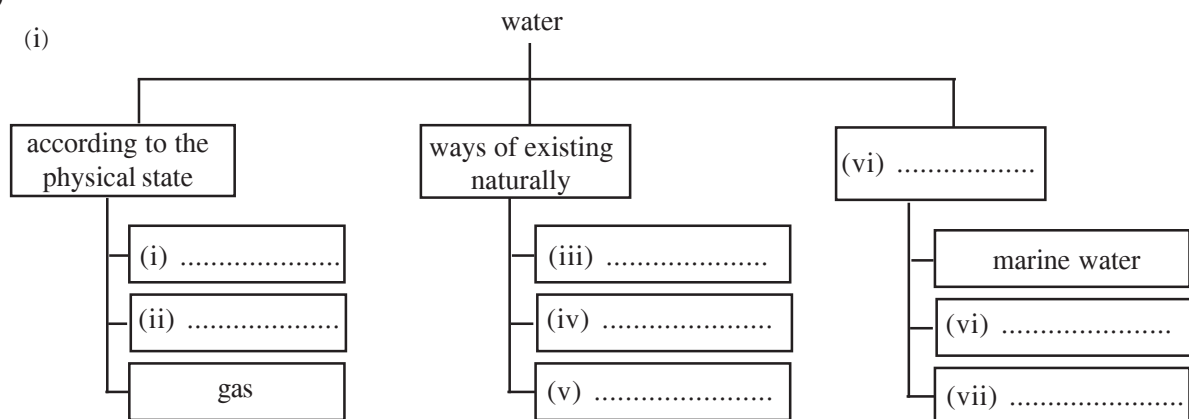 (i)
water
according to the
physical state
ways of existing
naturally
(vi) ..................
(i) .....................
(ii) ....................
gas
(iii) .....................
(iv) ......................
(v) .......................
marine water
(vi) ......................
(vii) ......................